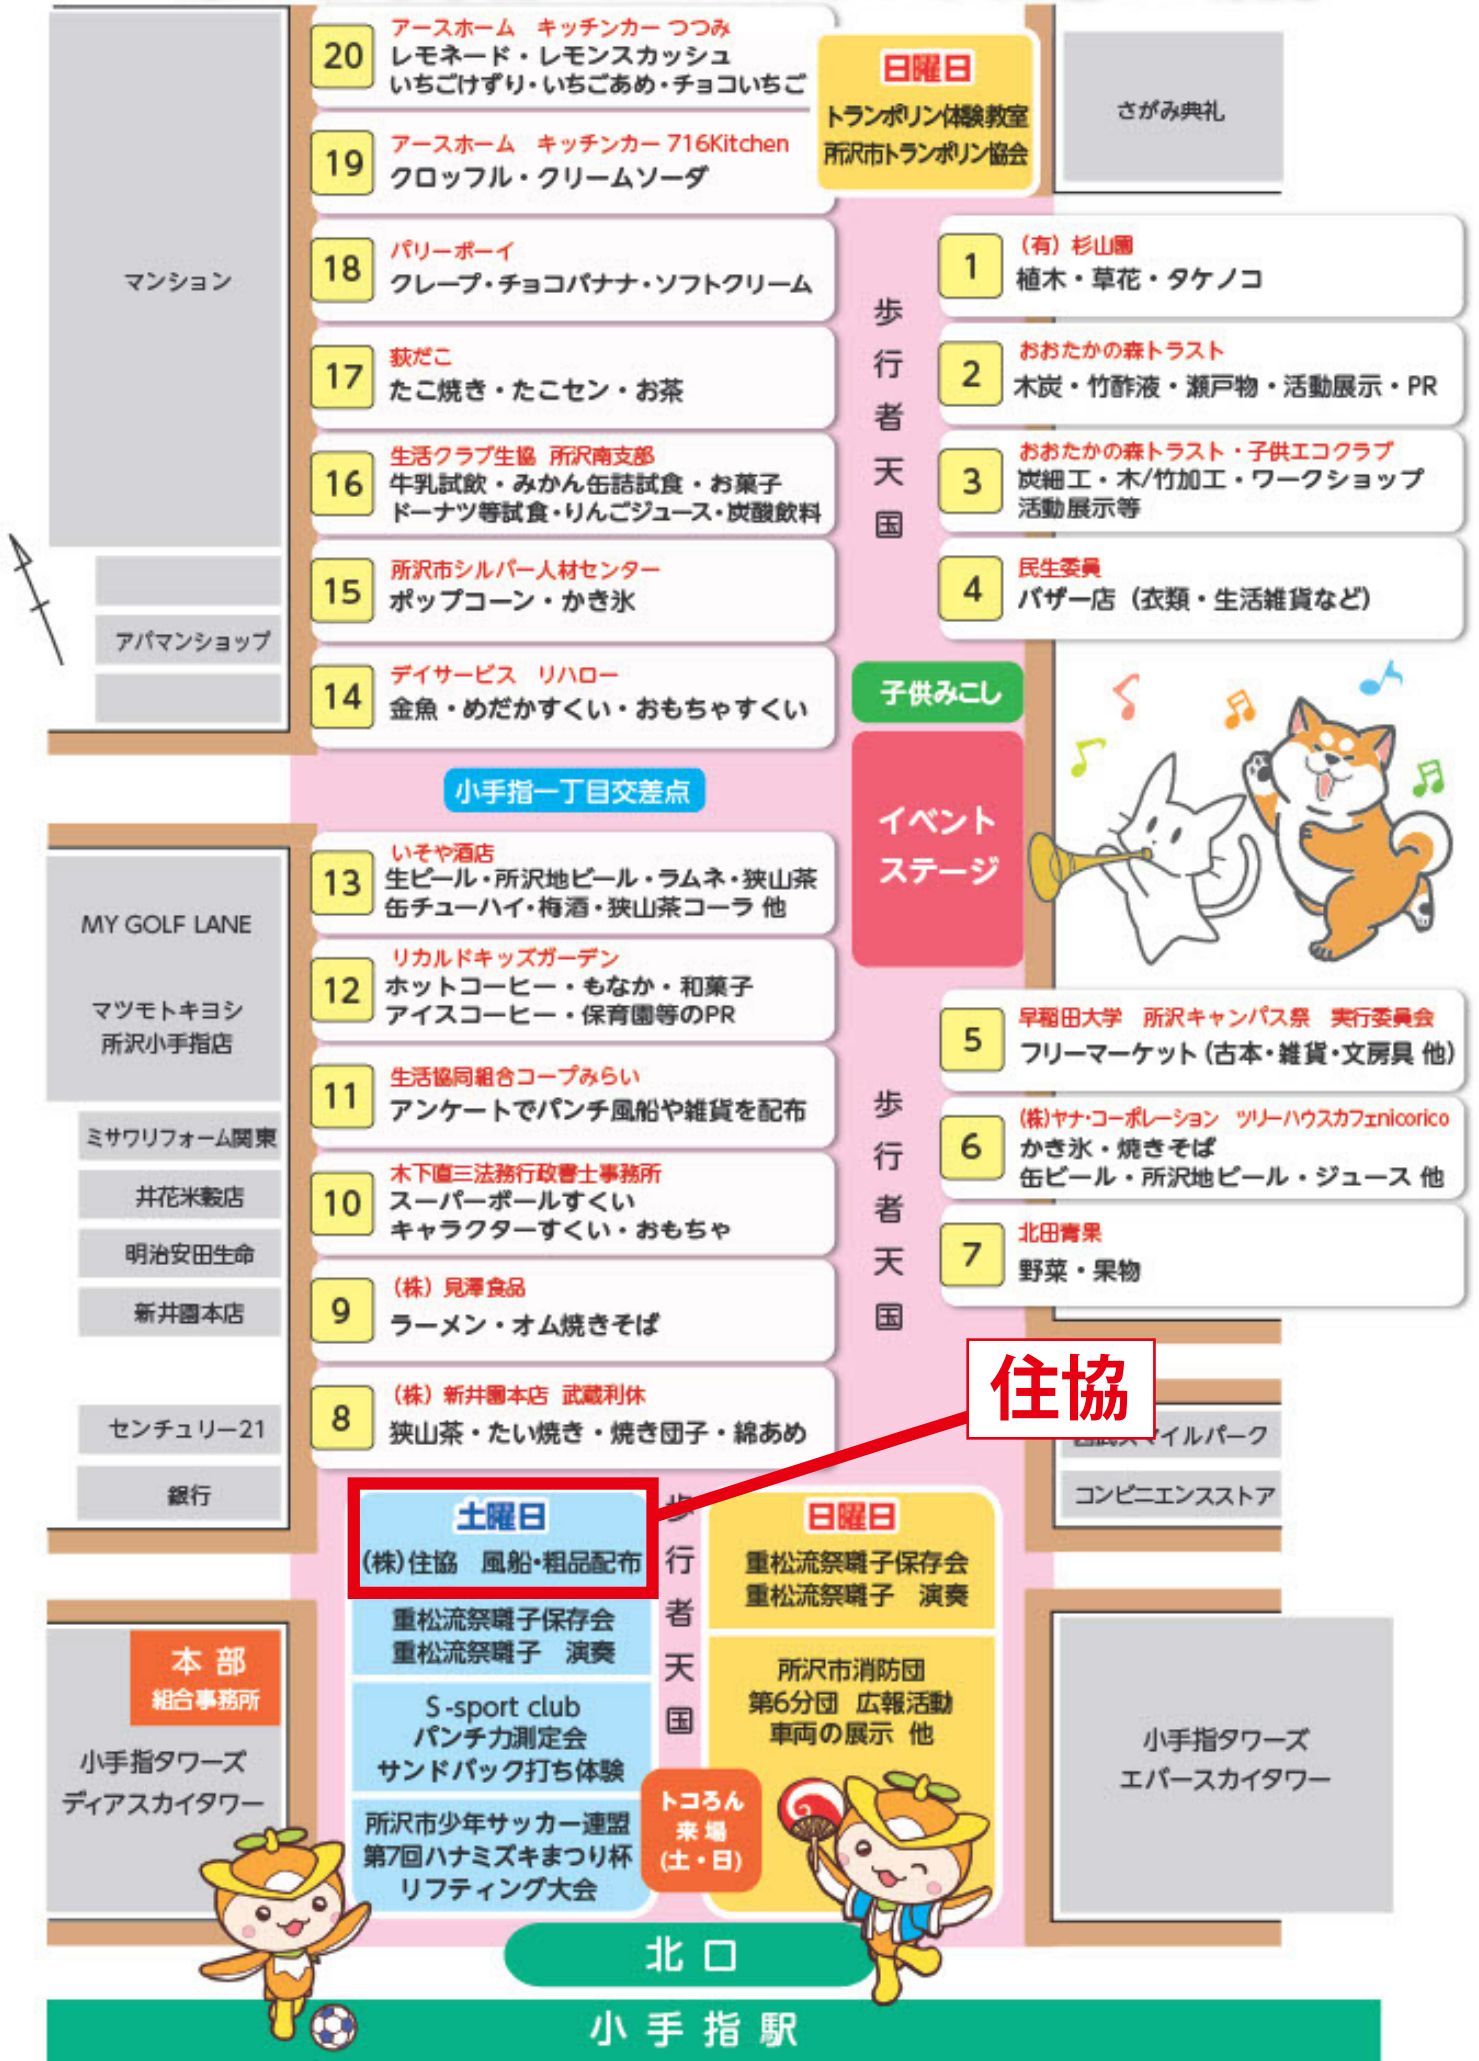 20
アースホーム　キッチンカー つつみ
レモネード・レモンスカッシュ
いちごけずり・いちごあめ・チョコいちご
日曜日
トランポリン体験教室
所沢市トランポリン協会
さがみ典礼
19
アースホーム　キッチンカー 716Kitchen
クロッフル・クリームソーダ
マンション
18
パリーポーイ
クレープ・チョコバナナ・ソフトクリーム
17
荻だこ
たこ焼き・たこセン・お茶
16
生活クラブ生協 所沢南支部
牛乳試飲・みかん缶詰試食・お菓子
ドーナツ等試食・りんごジュース・炭酸飲料
15
所沢市シルバー人材センター
ポップコーン・かき氷
アパマンショップ
14
デイサービス　リハロー
金魚・めだかすくい・おもちゃすくい
歩行者天国
1
（有）杉山園
植木・草花・タケノコ
2
おおたかの森トラスト
木炭・竹酢液・瀬戸物・活動展示・PR
3
おおたかの森トラスト・子供エコクラブ
炭細工・木/竹加工・ワークショップ
活動展示等
4
民生委員
バザー店（衣類・生活雑貨など）
子供みこし
イベント
ステージ
小手指一丁目交差点
13
いそや酒店
生ビール・所沢地ビール・ラムネ・狭山茶
缶チューハイ・梅酒・狭山茶コーラ 他
MY GOLF LANE
マツモトキヨシ
所沢小手指店
12
リカルドキッズガーデン
ホットコーヒー・もなか・和菓子
アイスコーヒー・保育園等のPR
11
生活協同組合コープみらい
アンケートでパンチ風船や雑貨を配布
ミサワリフォーム関東
井花米穀店
明治安田生命
新井園本店
10
木下直三法務行政書士事務所
スーパーボールすくい
キャラクターすくい・おもちゃ
9
（株）見澤食品
ラーメン・オム焼きそば
8
（株）新井園本店 武蔵利休
狭山茶・たい焼き・焼き団子・綿あめ
センチュリー21
銀行
歩行者天国
5
早稲田大学　所沢キャンパス祭　実行委員会
フリーマーケット（古本・雑貨・文房具 他）
6
(株)ヤナ・コーポレーション　ツリーハウスカフェnicorico
かき氷・焼きそば
缶ビール・所沢地ビール・ジュース 他
7
北田青果
野菜・果物
住協
西武スマイルパーク
コンビニエンスストア
土曜日
(株)住協　風船・粗品配布
重松流祭囃子保存会
重松流祭囃子　演奏
S-sport club
パンチ力測定会
サンドバック打ち体験
所沢市少年サッカー連盟
第7回ハナミズキまつり杯
リフティング大会
歩行者天国
日曜日
重松流祭囃子保存会
重松流祭囃子　演奏
所沢市消防団
第6分団 広報活動
車両の展示 他
トコろん
来場
(土・日)
本部
組合事務所
小手指タワーズ
ディアスカイタワー
小手指タワーズ
エバースカイタワー
北口
小手指駅